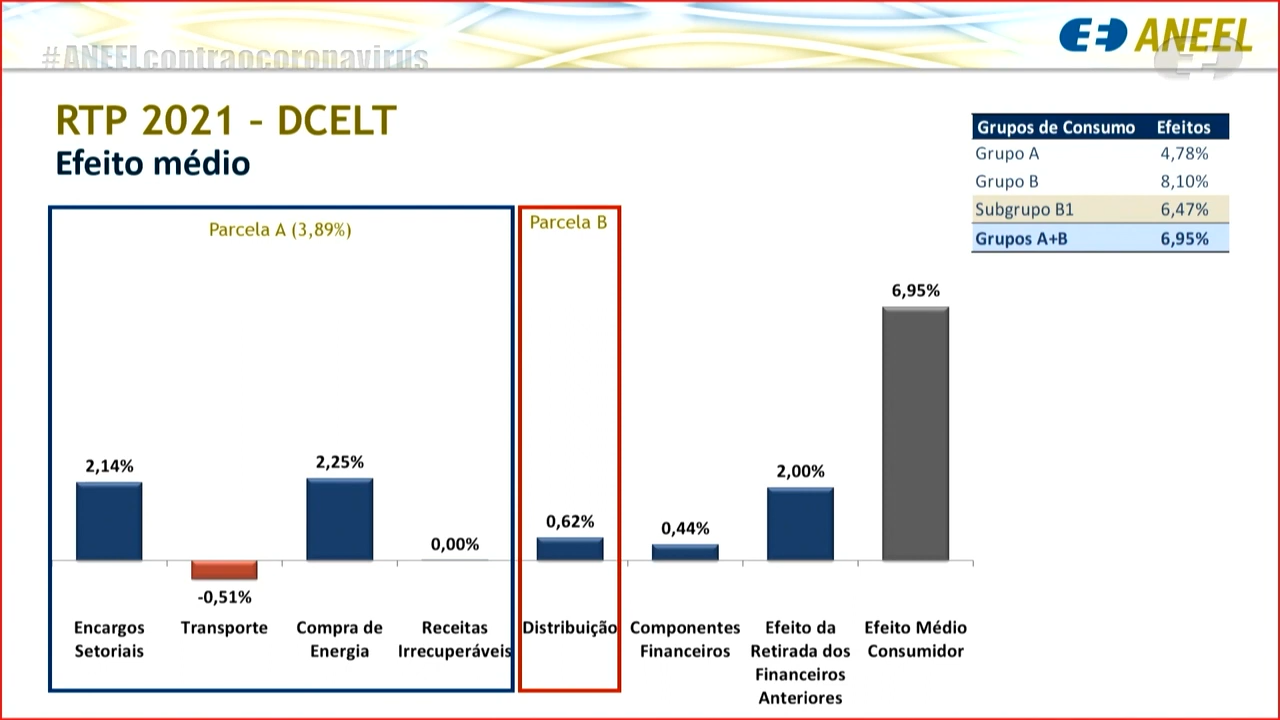 #ANEELcontraocoronavirus
ANEEL
RTP 2021 - DCELT
Efeito médio
Grupos de Consumo Efeitos
Grupo A 4,78%
Grupo B 8,10%
Subgrupo B1 6,47%
Grupos A+B 6,95%
Parcela A (3,89%)
Parcela B
6,95%
2,14%
2,25%
2,00%
0,62%
0,44%
0,00%
-0,51%
Encargos
Setoriais
Transporte
Compra de
Energia
Receitas
Irrecuperáveis
Distribuição
Componentes
Financeiros
Efeito da
Retirada dos
Financeiros
Anteriores
Efeito Médio
Consumidor